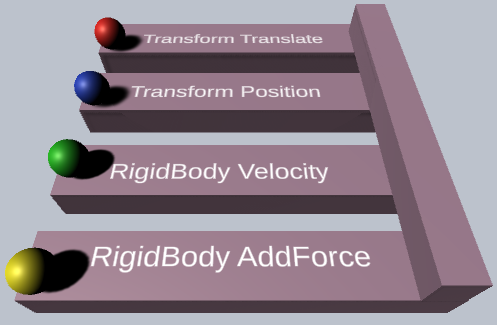 Transform Translate
Transform Position
RigidBody Velocity
RigidBody AddForce